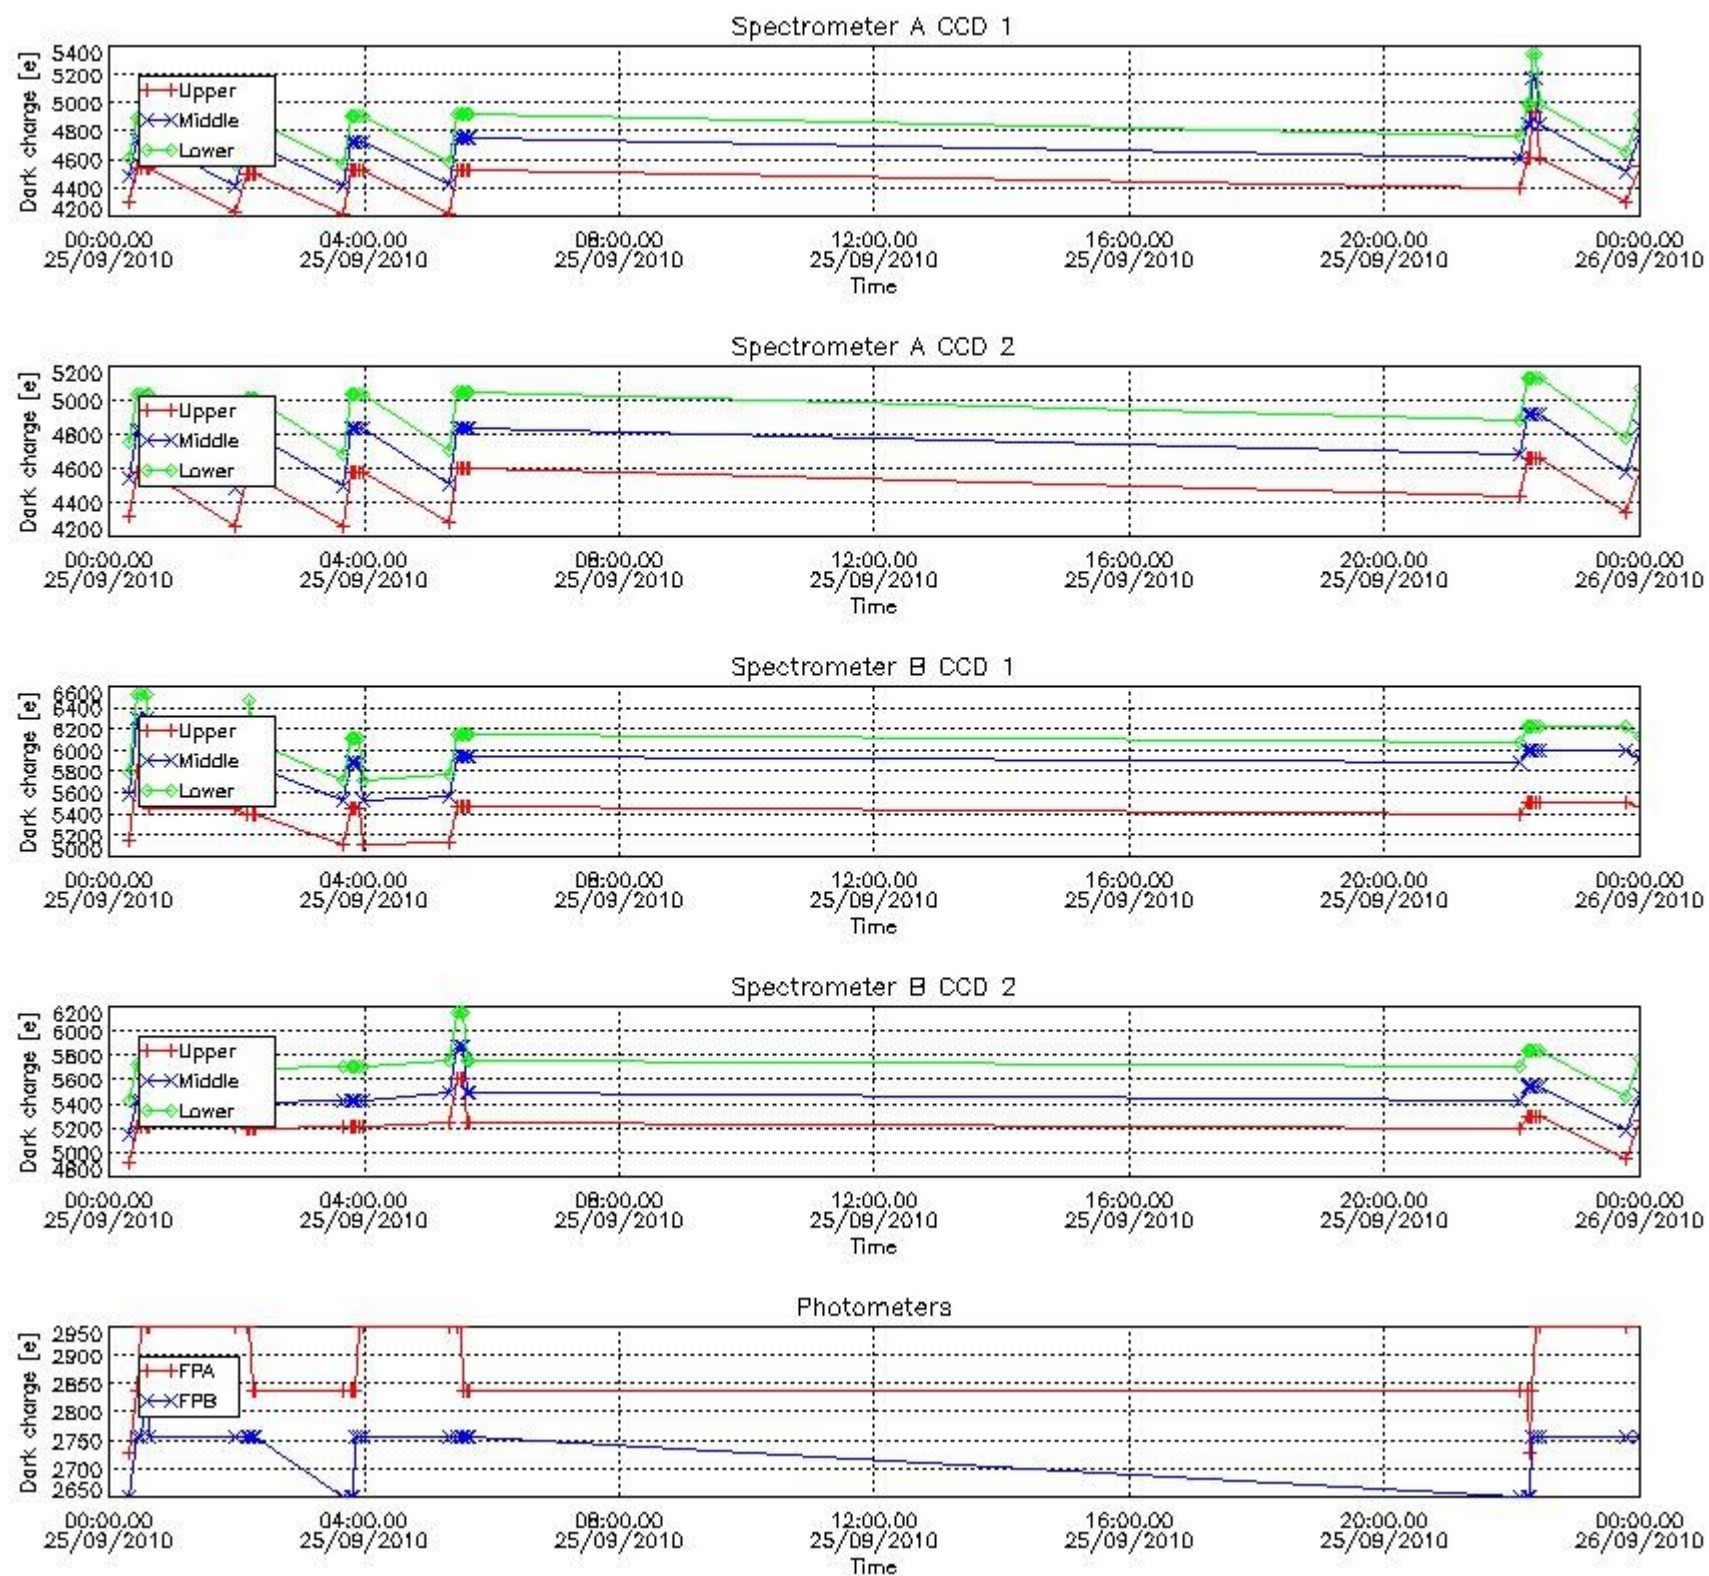 Spectrometer A CCD 1
Dark charge [e]
5400
5200
5000
4800
4600
4400
4200
Upper
Middle
Lower
00:00.00 04:00.00 08:00.00 12:00.00 16:00.00 20:00.00 00:00.00
25/09/2010 25/09/2010 25/09/2010 25/09/2010 25/09/2010 25/09/2010 26/09/2010
Time
Spectrometer A CCD 2
Dark charge [e]
5200
5000
4800
4600
4400
4200
Upper
Middle
Lower
00:00.00 04:00.00 08:00.00 12:00.00 16:00.00 20:00.00 00:00.00
25/09/2010 25/09/2010 25/09/2010 25/09/2010 25/09/2010 25/09/2010 26/09/2010
Time
Spectrometer B CCD 1
Dark charge [e]
6600
6400
6200
6000
5800
5600
5400
5200
5000
Upper
Middle
Lower
00:00.00 04:00.00 08:00.00 12:00.00 16:00.00 20:00.00 00:00.00
25/09/2010 25/09/2010 25/09/2010 25/09/2010 25/09/2010 25/09/2010 26/09/2010
Time
Spectrometer B CCD 2
Dark charge [e]
6200
6000
5800
5600
5400
5200
5000
4800
Upper
Middle
Lower
00:00.00 04:00.00 08:00.00 12:00.00 16:00.00 20:00.00 00:00.00
25/09/2010 25/09/2010 25/09/2010 25/09/2010 25/09/2010 25/09/2010 26/09/2010
Time
Photometers
Dark charge [e]
2950
2900
2850
2800
2750
2700
2650
FPA
FPB
00:00.00 04:00.00 08:00.00 12:00.00 16:00.00 20:00.00 00:00.00
25/09/2010 25/09/2010 25/09/2010 25/09/2010 25/09/2010 25/09/2010 26/09/2010
Time